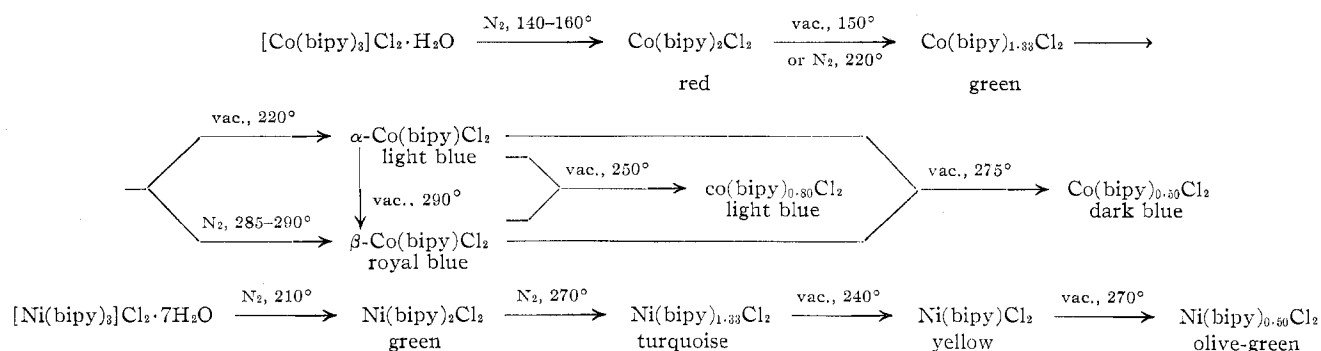 N₂, 140–160°
[Co(bipy)₃]Cl₂·H₂O
Co(bipy)₂Cl₂
red
vac., 150°
or N₂, 220°
Co(bipy)₁.₃₃Cl₂
green
vac., 220°
α-Co(bipy)Cl₂
light blue
vac., 290°
N₂, 285–290°
β-Co(bipy)Cl₂
royal blue
vac., 250°
co(bipy)₀.₈₀Cl₂
light blue
vac., 275°
Co(bipy)₀.₅₀Cl₂
dark blue
[Ni(bipy)₃]Cl₂·7H₂O
N₂, 210°
Ni(bipy)₂Cl₂
green
N₂, 270°
Ni(bipy)₁.₃₃Cl₂
turquoise
vac., 240°
Ni(bipy)Cl₂
yellow
vac., 270°
Ni(bipy)₀.₅₀Cl₂
olive-green